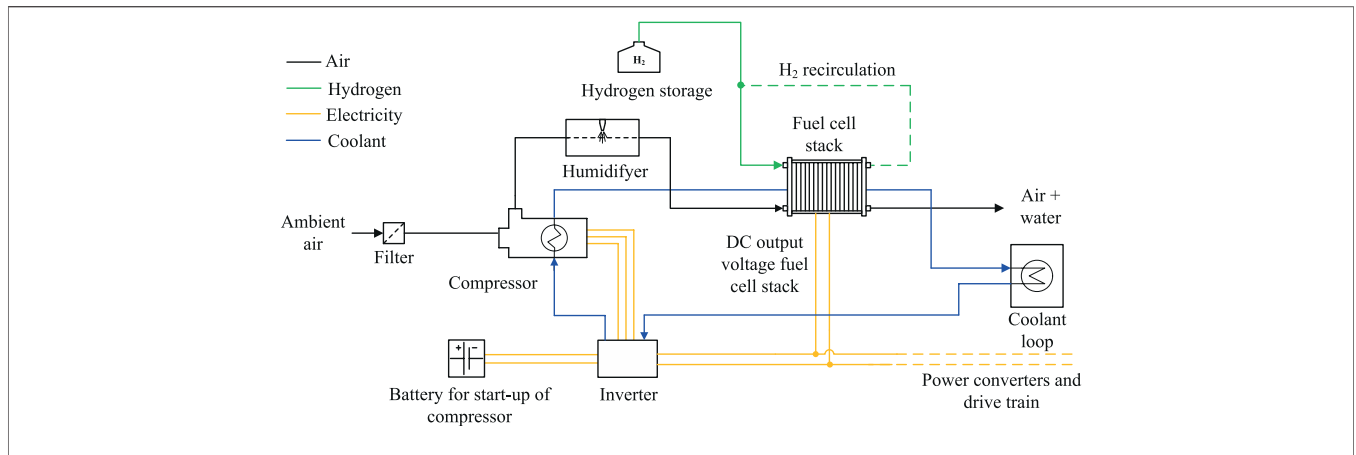 Air
Hydrogen
Electricity
Coolant
H₂
Hydrogen storage
H₂ recirculation
Fuel cell
stack
Humidifyer
Ambient
air
Filter
Compressor
DC output
voltage fuel
cell stack
Air +
water
Coolant
loop
+ −
Battery for start-up of
compressor
Inverter
Power converters and
drive train